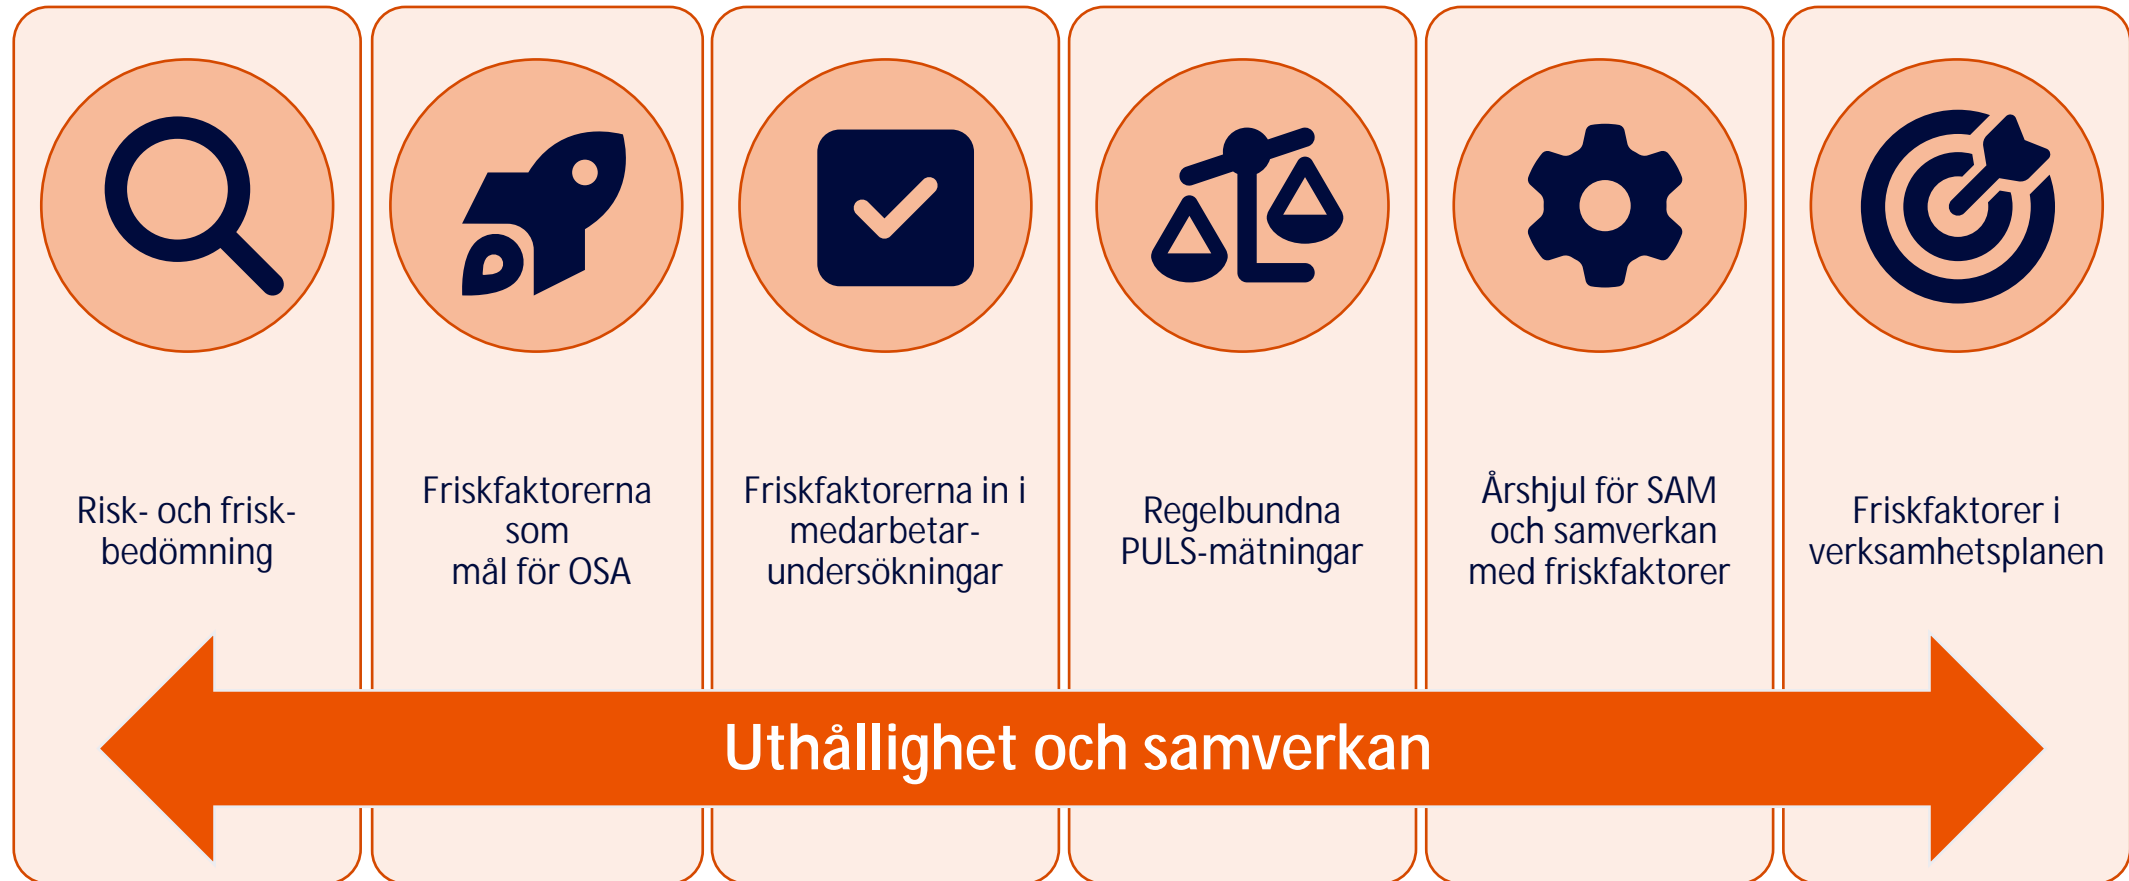 Risk- och frisk-
bedömning
Friskfaktorerna
som
mål för OSA
Friskfaktorerna in i
medarbetar-
undersökningar
Regelbundna
PULS-mätningar
Årshjul för SAM
och samverkan
med friskfaktorer
Friskfaktorer i
verksamhetsplanen
Uthållighet och samverkan